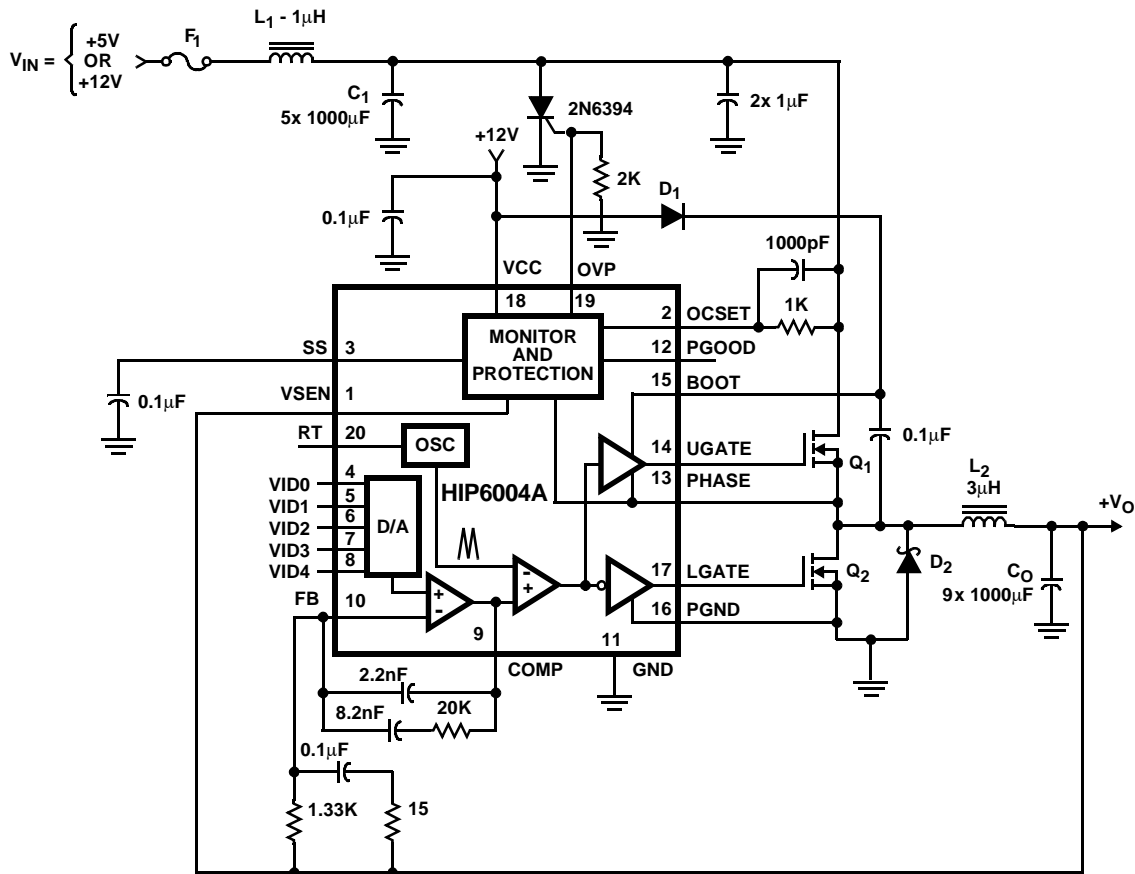 L1 - 1µH
F1
VIN =
+5V
OR
+12V
C1
5x 1000µF
2N6394
2x 1µF
+12V
2K
D1
0.1µF
1000pF
VCC
OVP
18
19
1K
2
OCSET
MONITOR
AND
PROTECTION
SS
3
12
PGOOD
15
BOOT
0.1µF
VSEN
1
RT
20
OSC
14
UGATE
13
PHASE
Q1
0.1µF
L2
3µH
+VO
VID0
4
VID1
5
VID2
6
VID3
7
VID4
8
D/A
HIP6004A
-
+
17
LGATE
Q2
D2
CO
9x 1000µF
FB
10
+
-
16
PGND
9
11
COMP
GND
2.2nF
8.2nF
20K
0.1µF
1.33K
15